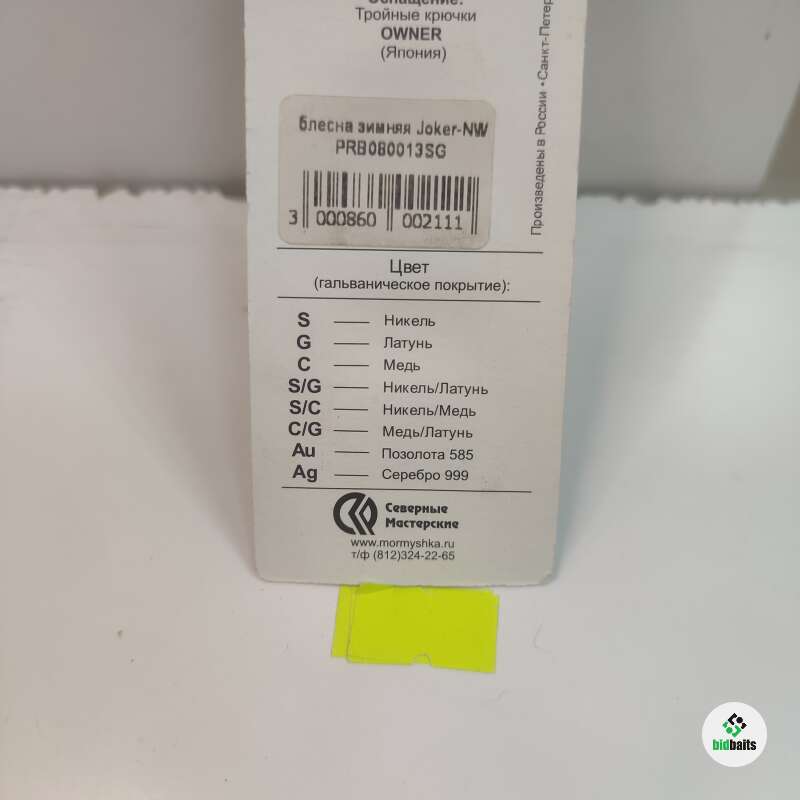 Оснащение:
Тройные крючки
OWNER
(Япония)
блесна зимняя Joker-NW
PRB080013SG
3 000860 002111
Цвет
(гальваническое покрытие):
S — Никель
G — Латунь
C — Медь
S/G — Никель/Латунь
S/C — Никель/Медь
C/G — Медь/Латунь
Au — Позолота 585
Ag — Серебро 999
Северные
Мастерские
www.mormyshka.ru
т/ф (812)324-22-65
Произведены в России • Санкт-Петер
bidbaits